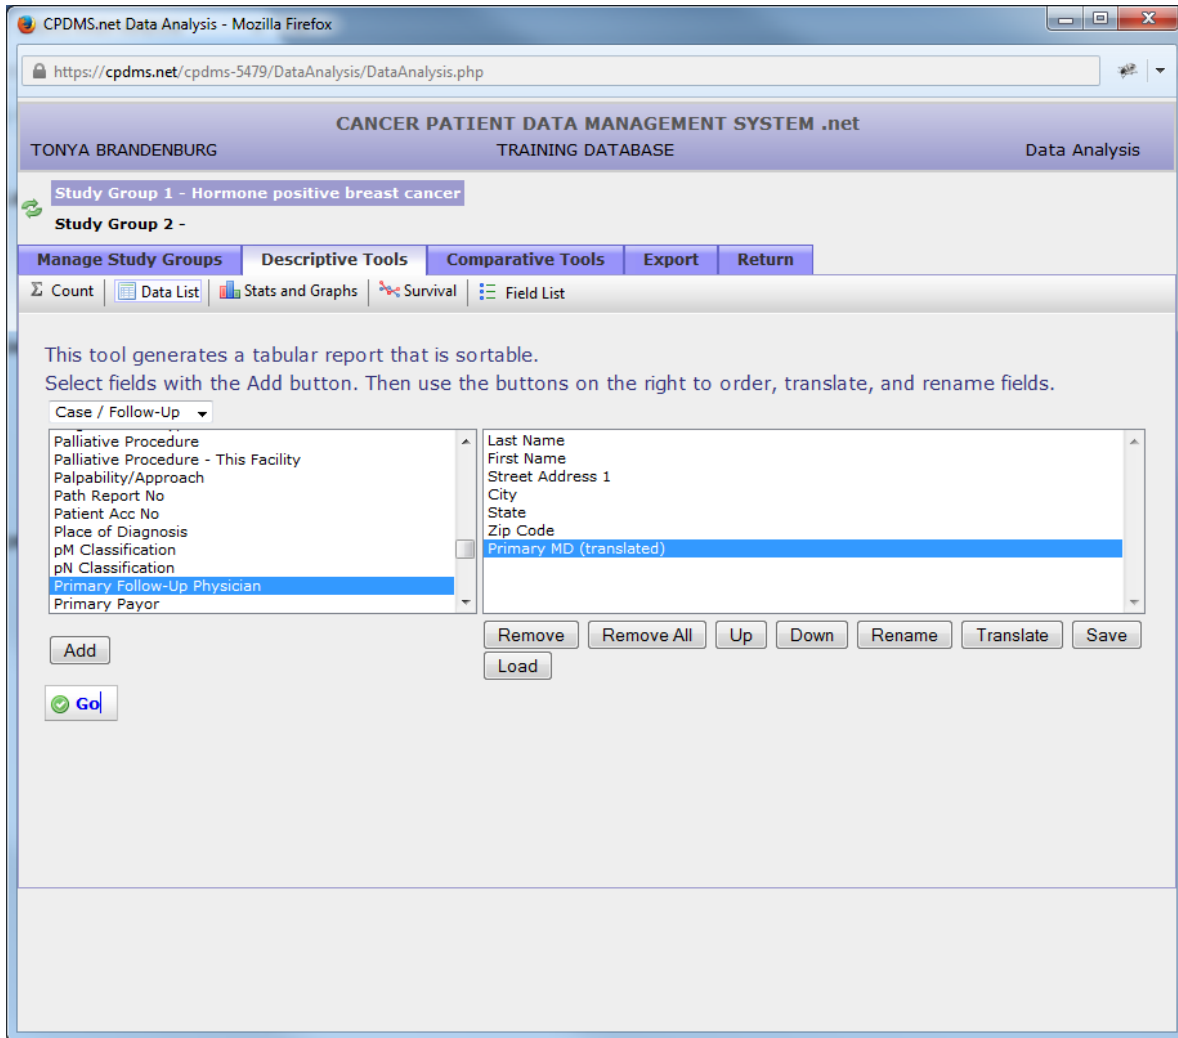 CPDMS.net Data Analysis - Mozilla Firefox
https://cpdms.net/cpdms-5479/DataAnalysis/DataAnalysis.php
CANCER PATIENT DATA MANAGEMENT SYSTEM .net
TONYA BRANDENBURG TRAINING DATABASE Data Analysis
Study Group 1 - Hormone positive breast cancer
Study Group 2 -
Manage Study Groups Descriptive Tools Comparative Tools Export Return
Σ Count Data List Stats and Graphs Survival Field List
This tool generates a tabular report that is sortable.
Select fields with the Add button. Then use the buttons on the right to order, translate, and rename fields.
Case / Follow-Up
Palliative Procedure
Palliative Procedure - This Facility
Palpability/Approach
Path Report No
Patient Acc No
Place of Diagnosis
pM Classification
pN Classification
Primary Follow-Up Physician
Primary Payor
Last Name
First Name
Street Address 1
City
State
Zip Code
Primary MD (translated)
Add
Remove Remove All Up Down Rename Translate Save
Load
Go